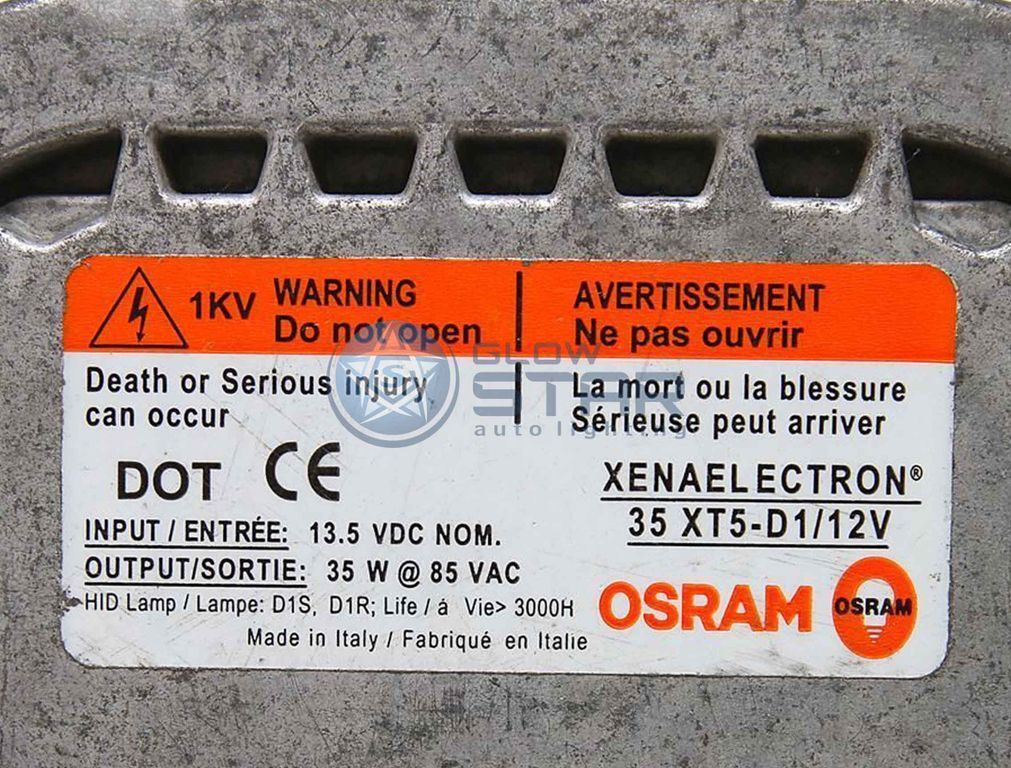 1KV
WARNING
Do not open
AVERTISSEMENT
Ne pas ouvrir
Death or Serious injury
can occur
La mort ou la blessure
Sérieuse peut arriver
GLOW
STAR
auto lighting
DOT CE
XENAELECTRON®
35 XT5-D1/12V
INPUT / ENTRÉE: 13.5 VDC NOM.
OUTPUT/SORTIE: 35 W @ 85 VAC
HID Lamp / Lampe: D1S, D1R; Life / á Vie> 3000H
Made in Italy / Fabriqué en Italie
OSRAM
OSRAM